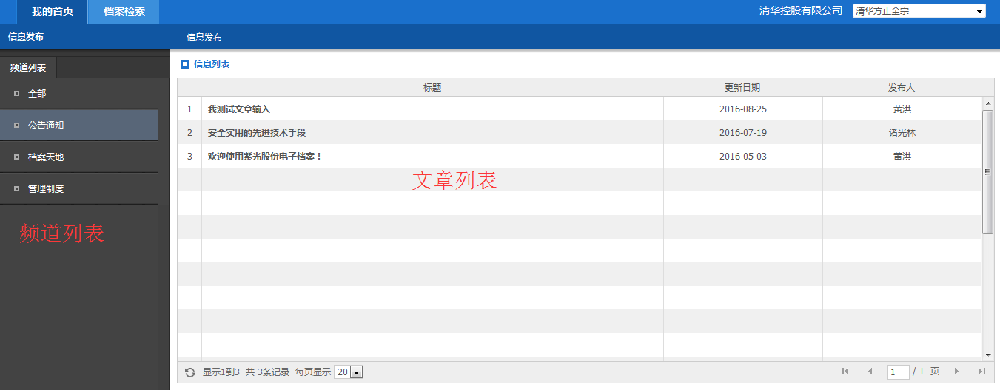 我的首页 档案检索 清华控股有限公司 清华方正全宗
信息发布 信息发布
频道列表
全部
公告通知
档案天地
管理制度
频道列表
信息列表
标题 更新日期 发布人
1 我测试文章输入 2016-08-25 黄洪
2 安全实用的先进技术手段 2016-07-19 诸光林
3 欢迎使用紫光股份电子档案！ 2016-05-03 黄洪
文章列表
显示1到3 共 3条记录 每页显示 20 1 / 1 页